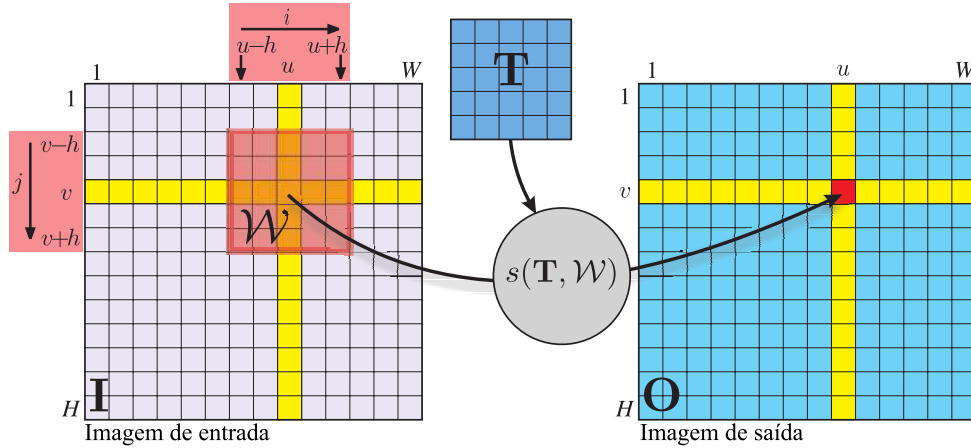 i
u−h u+h
u
1 W
1
v−h
j
v
v+h
H
𝒲
I
Imagem de entrada
T
s(T, 𝒲)
1 u W
1
v
H
O
Imagem de saída